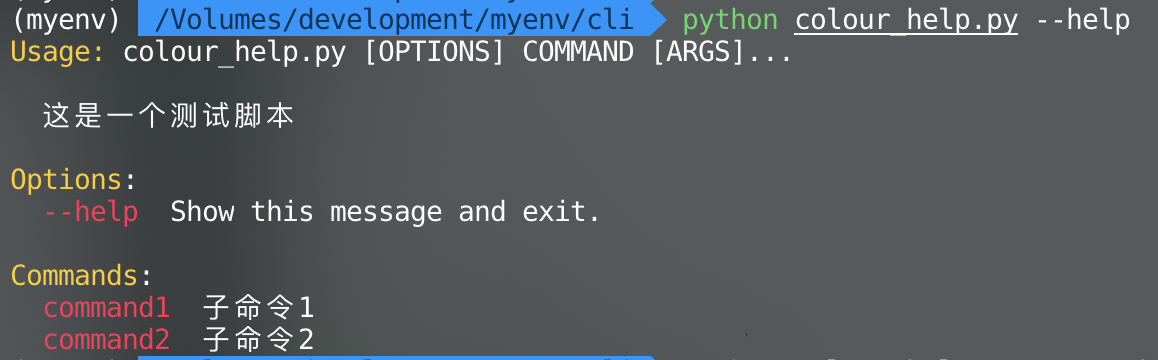 (myenv) /Volumes/development/myenv/cli python colour_help.py --help
Usage: colour_help.py [OPTIONS] COMMAND [ARGS]...
这是一个测试脚本
Options:
--help Show this message and exit.
Commands:
command1 子命令1
command2 子命令2